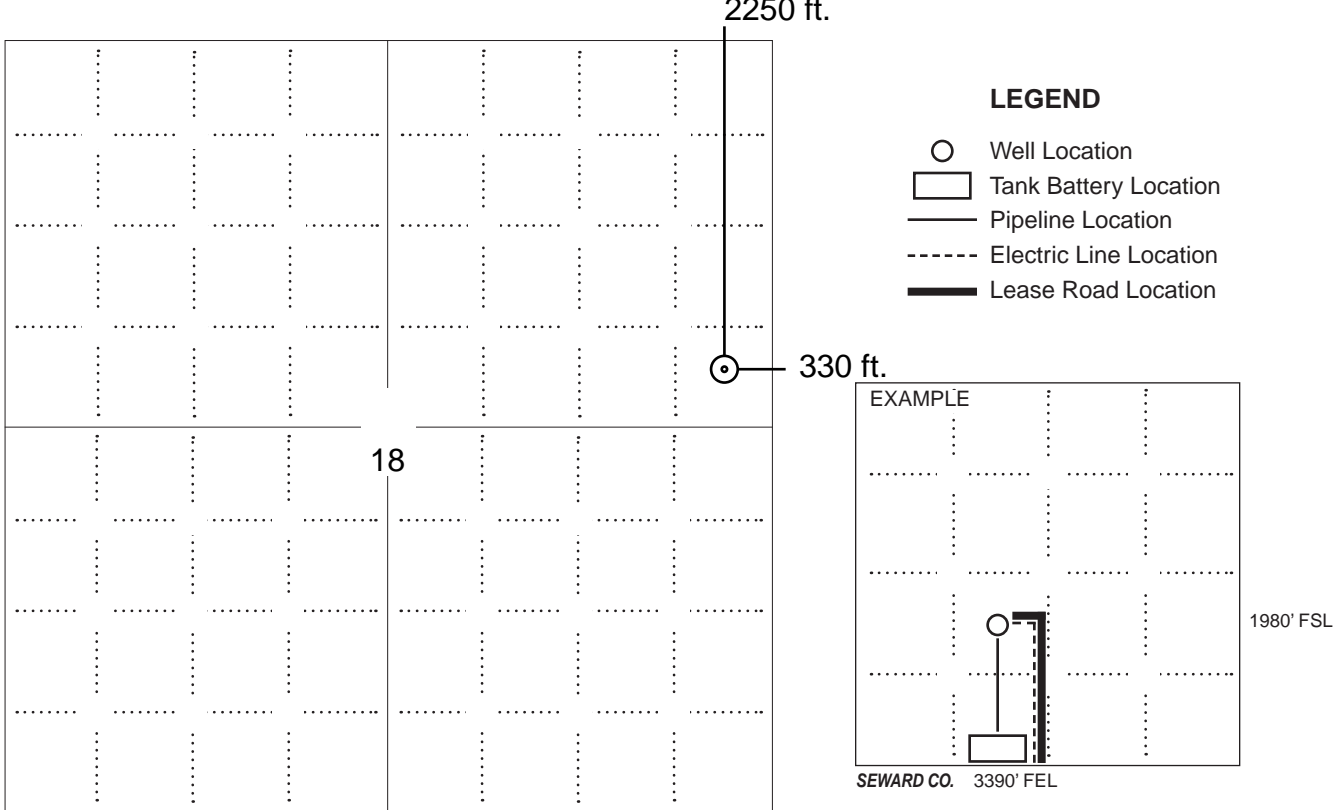 2250 ft.
LEGEND
Well Location
Tank Battery Location
Pipeline Location
Electric Line Location
Lease Road Location
330 ft.
EXAMPLE
18
1980' FSL
SEWARD CO. 3390' FEL